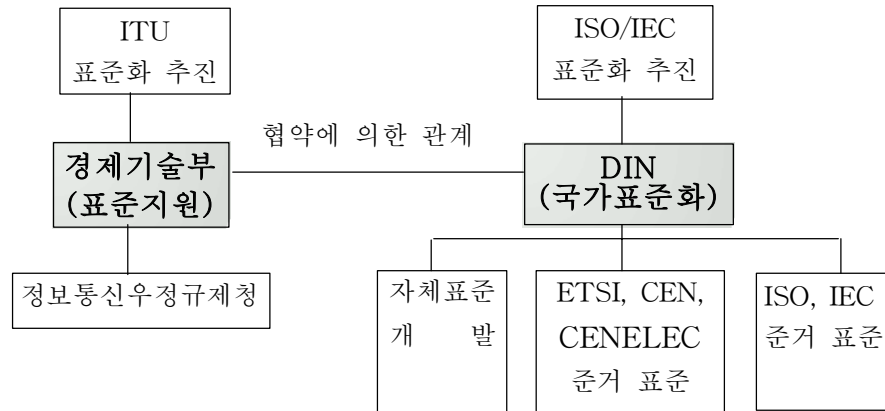 ITU
표준화 추진
ISO/IEC
표준화 추진
협약에 의한 관계
경제기술부
(표준지원)
DIN
(국가표준화)
정보통신우정규제청
자체표준
개 발
ETSI, CEN,
CENELEC
준거 표준
ISO, IEC
준거 표준